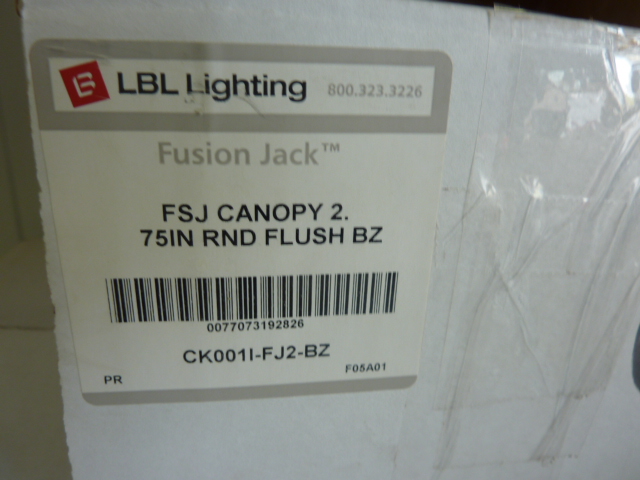 LBL Lighting 800.323.3226
Fusion Jack™
FSJ CANOPY 2.
75IN RND FLUSH BZ
0077073192826
CK001I-FJ2-BZ
PR F05A01